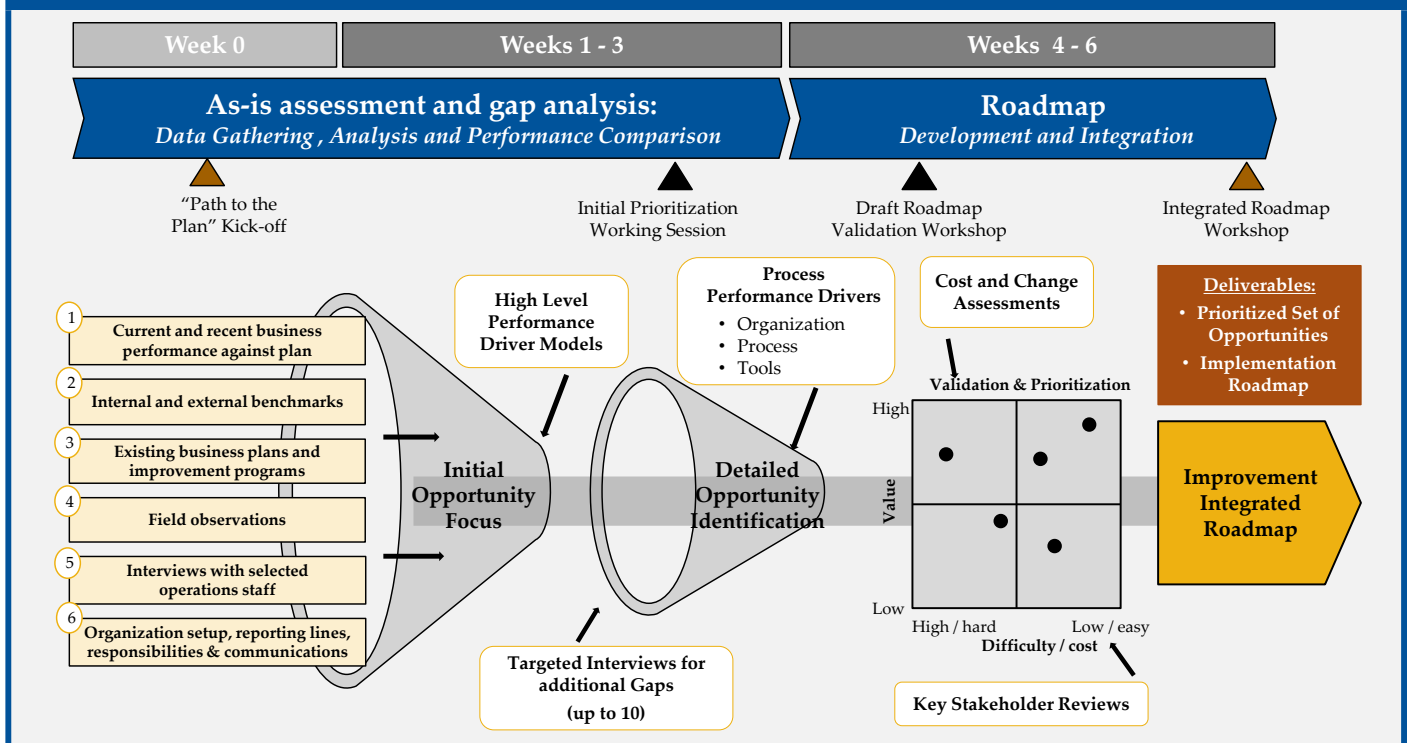 Week 0
Weeks 1 - 3
Weeks 4 - 6
As-is assessment and gap analysis:
Data Gathering , Analysis and Performance Comparison
Roadmap
Development and Integration
“Path to the
Plan” Kick-off
Initial Prioritization
Working Session
Draft Roadmap
Validation Workshop
Integrated Roadmap
Workshop
1
Current and recent business
performance against plan
2
Internal and external benchmarks
3
Existing business plans and
improvement programs
4
Field observations
5
Interviews with selected
operations staff
6
Organization setup, reporting lines,
responsibilities & communications
Initial
Opportunity
Focus
High Level
Performance
Driver Models
Targeted Interviews for
additional Gaps
(up to 10)
Process
Performance Drivers
• Organization
• Process
• Tools
Detailed
Opportunity
Identification
Cost and Change
Assessments
Validation & Prioritization
High
Value
Low
High / hard
Low / easy
Difficulty / cost
Key Stakeholder Reviews
Deliverables:
• Prioritized Set of
Opportunities
• Implementation
Roadmap
Improvement
Integrated
Roadmap